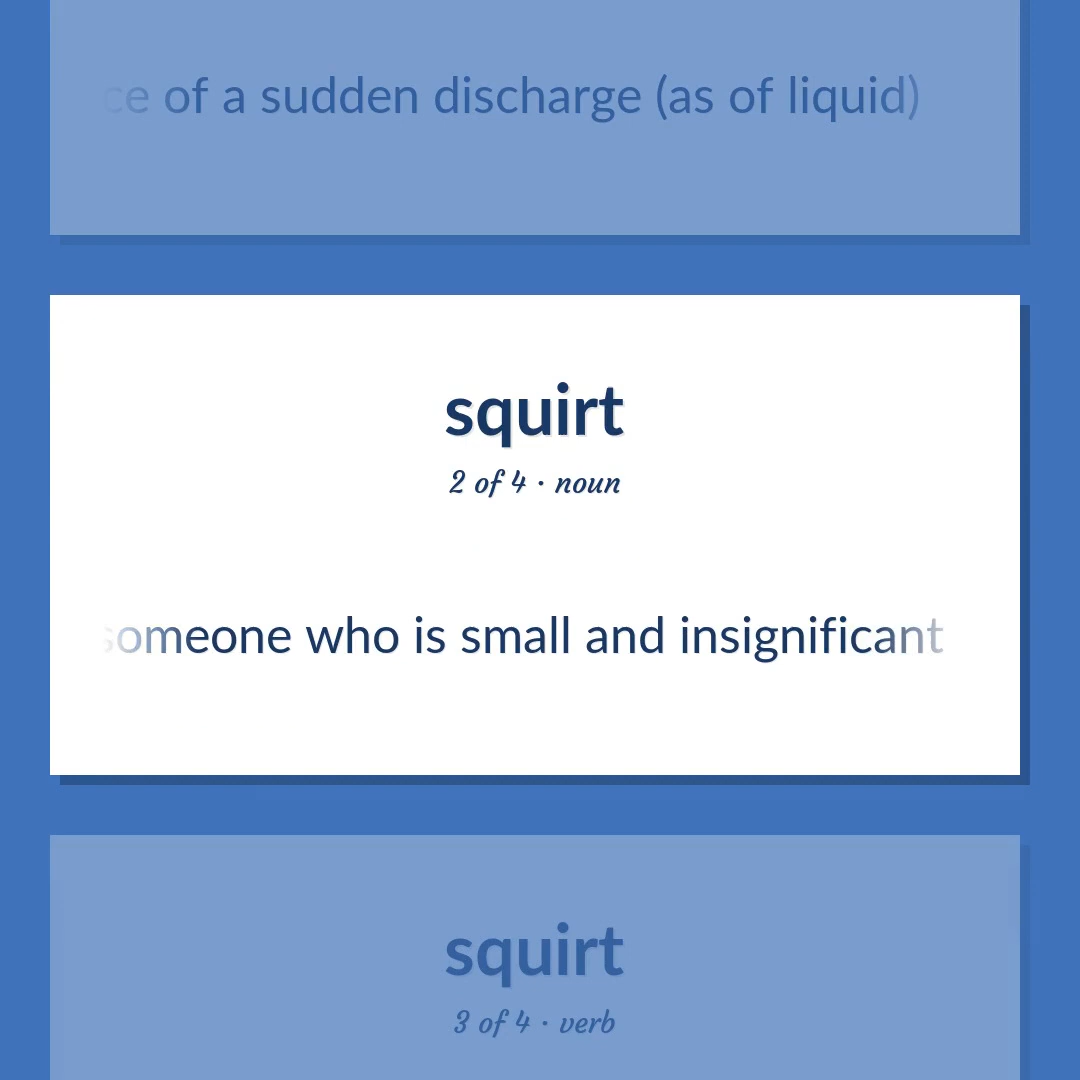 ce of a sudden discharge (as of liquid)
squirt
2 of 4 · noun
someone who is small and insignificant
squirt
3 of 4 · verb